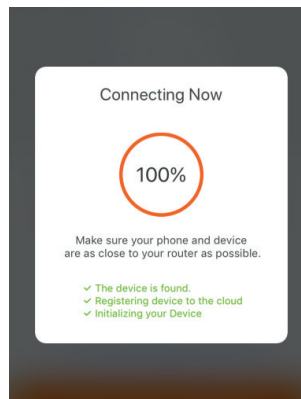 Connecting Now
100%
Make sure your phone and device
are as close to your router as possible.
✓ The device is found.
✓ Registering device to the cloud
✓ Initializing your Device